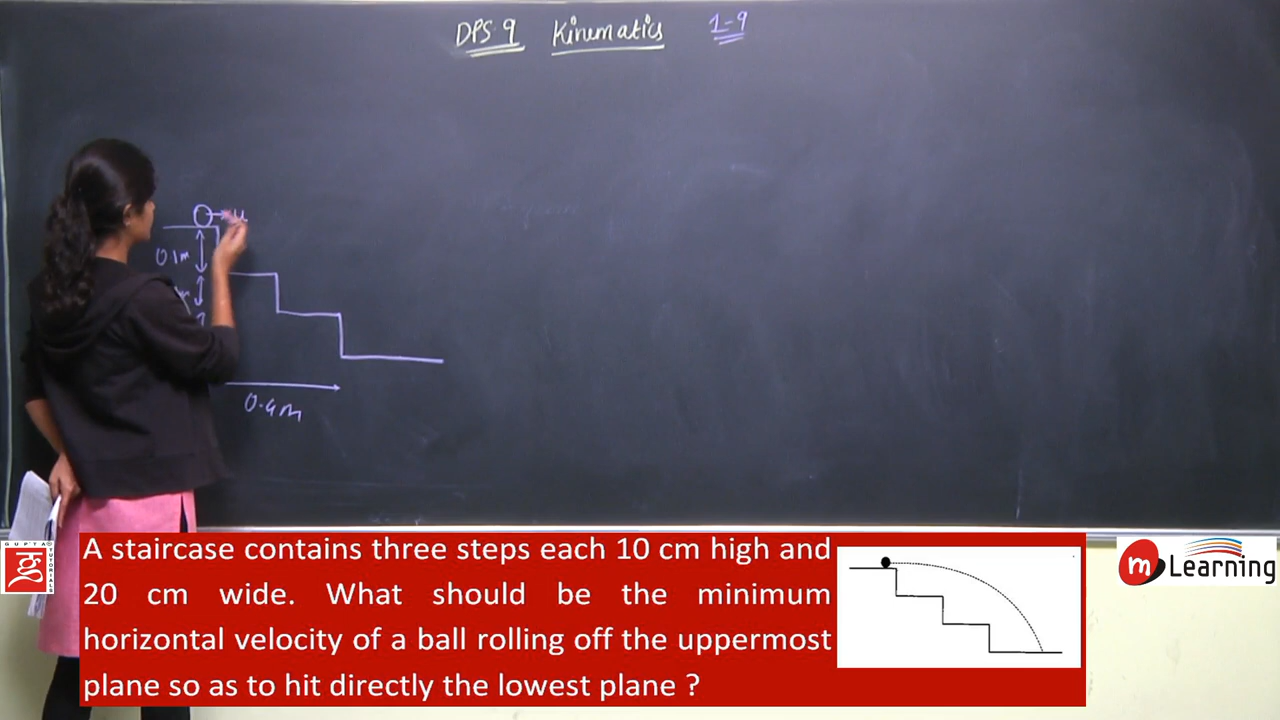 DPS 9 Kinematics 1-9
u
0.1m
0.4m
A staircase contains three steps each 10 cm high and
20 cm wide. What should be the minimum
horizontal velocity of a ball rolling off the uppermost
plane so as to hit directly the lowest plane ?
GUPTA
TUTORIALS
m Learning